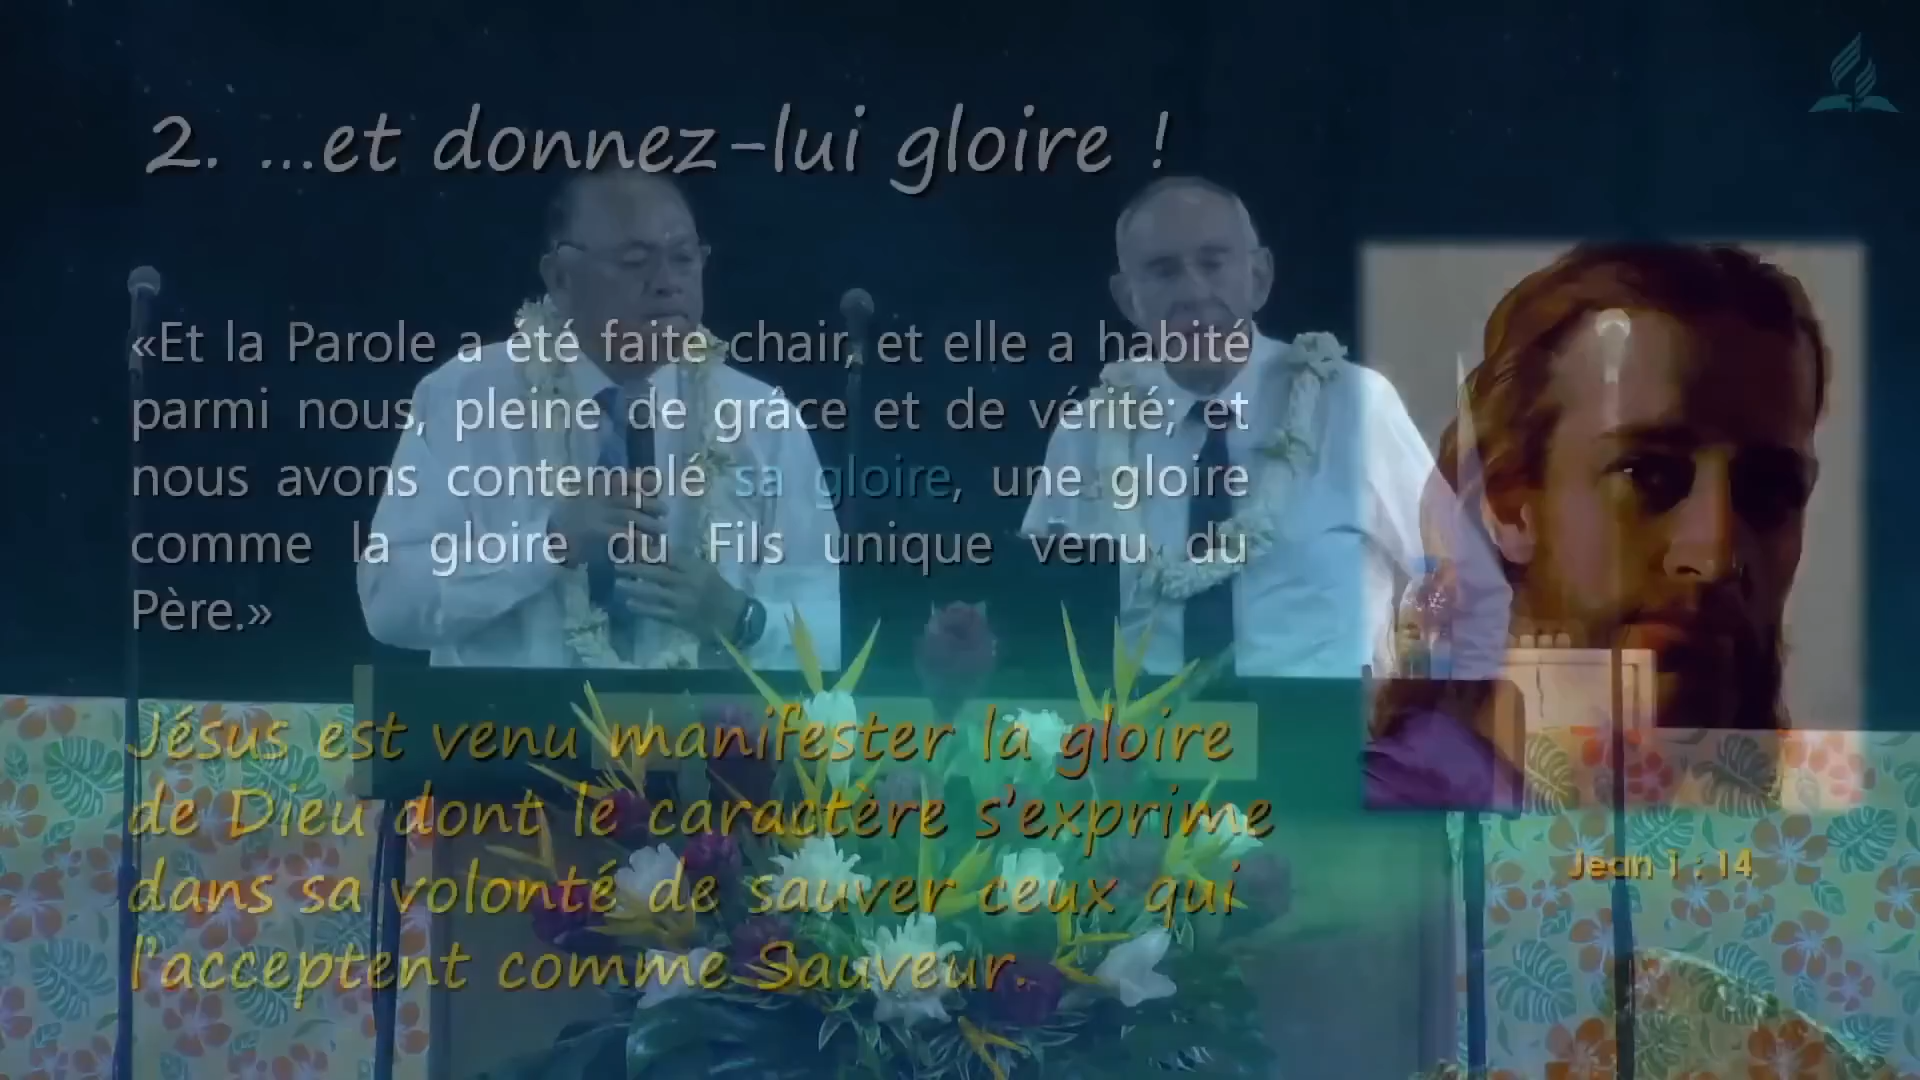 2. ...et donnez-lui gloire !
«Et la Parole a été faite chair, et elle a habité
parmi nous, pleine de grâce et de vérité; et
nous avons contemplé sa gloire, une gloire
comme la gloire du Fils unique venu du
Père.»
Jésus est venu manifester la gloire
de Dieu dont le caractère s'exprime
dans sa volonté de sauver ceux qui
l'acceptent comme Sauveur.
Jean 1 : 14